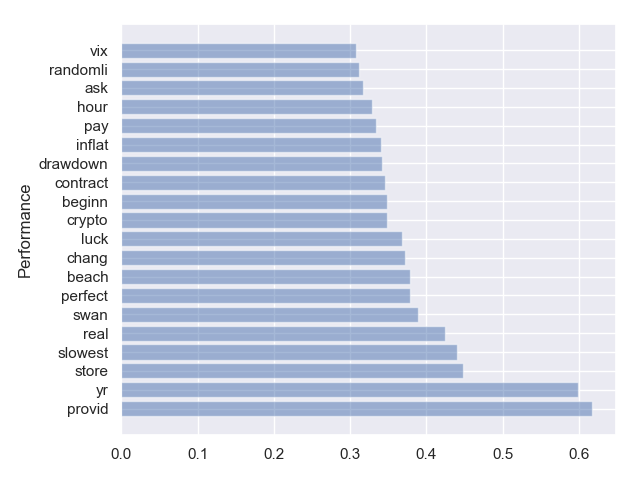 Performance
vix
randomli
ask
hour
pay
inflat
drawdown
contract
beginn
crypto
luck
chang
beach
perfect
swan
real
slowest
store
yr
provid
0.0 0.1 0.2 0.3 0.4 0.5 0.6